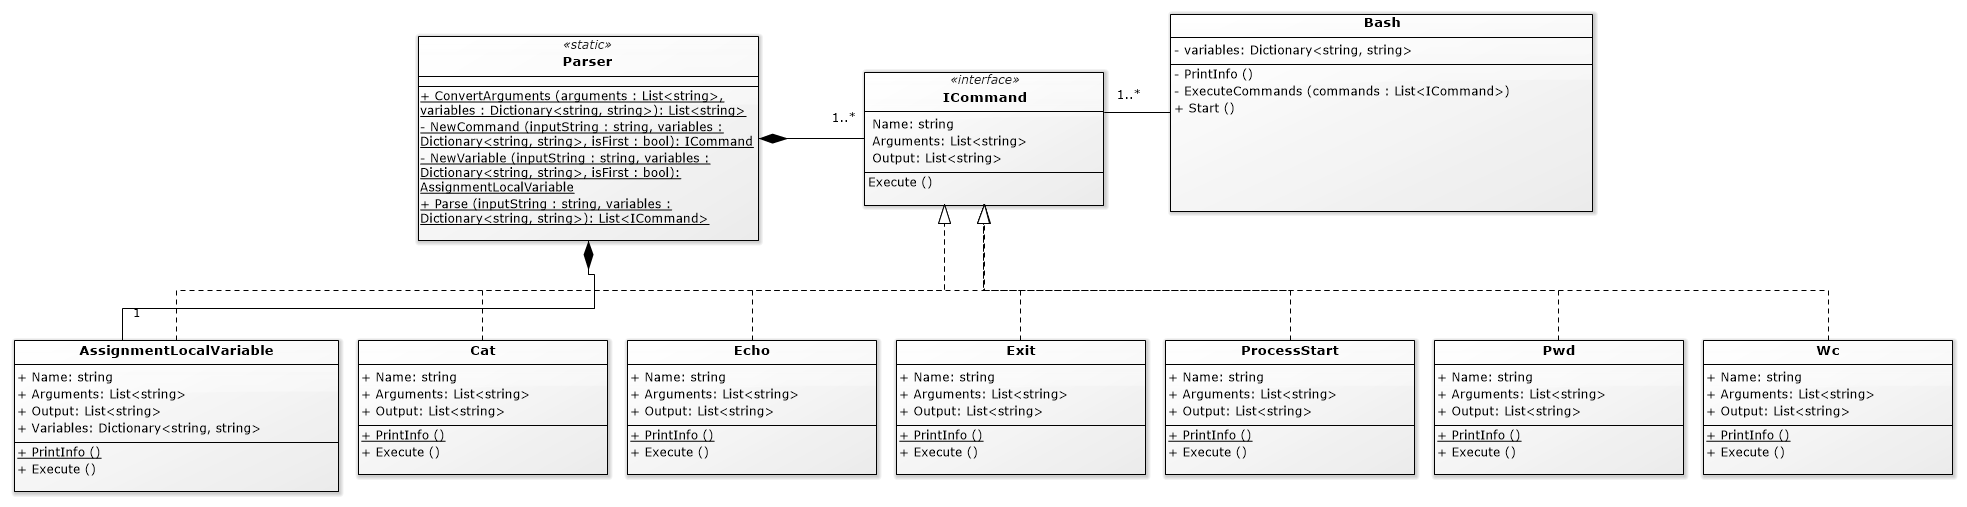 «static»
Parser
+ ConvertArguments (arguments : List<string>,
variables : Dictionary<string, string>): List<string>
- NewCommand (inputString : string, variables :
Dictionary<string, string>, isFirst : bool): ICommand
- NewVariable (inputString : string, variables :
Dictionary<string, string>, isFirst : bool):
AssignmentLocalVariable
+ Parse (inputString : string, variables :
Dictionary<string, string>): List<ICommand>
1..*
«interface»
ICommand
Name: string
Arguments: List<string>
Output: List<string>
Execute ()
1..*
Bash
- variables: Dictionary<string, string>
- PrintInfo ()
- ExecuteCommands (commands : List<ICommand>)
+ Start ()
1
AssignmentLocalVariable
+ Name: string
+ Arguments: List<string>
+ Output: List<string>
+ Variables: Dictionary<string, string>
+ PrintInfo ()
+ Execute ()
Cat
+ Name: string
+ Arguments: List<string>
+ Output: List<string>
+ PrintInfo ()
+ Execute ()
Echo
+ Name: string
+ Arguments: List<string>
+ Output: List<string>
+ PrintInfo ()
+ Execute ()
Exit
+ Name: string
+ Arguments: List<string>
+ Output: List<string>
+ PrintInfo ()
+ Execute ()
ProcessStart
+ Name: string
+ Arguments: List<string>
+ Output: List<string>
+ PrintInfo ()
+ Execute ()
Pwd
+ Name: string
+ Arguments: List<string>
+ Output: List<string>
+ PrintInfo ()
+ Execute ()
Wc
+ Name: string
+ Arguments: List<string>
+ Output: List<string>
+ PrintInfo ()
+ Execute ()